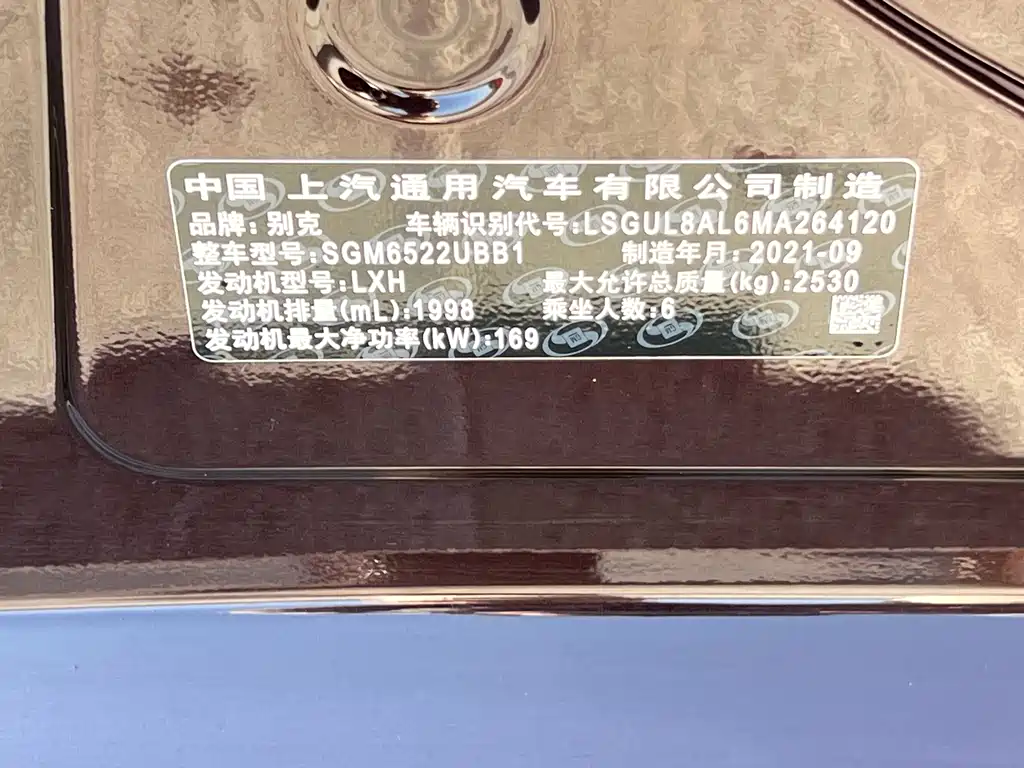 中国 上汽通用汽车有限公司制造
品牌: 别克 车辆识别代号:LSGUL8AL6MA264120
整车型号:SGM6522UBB1 制造年月: 2021-09
发动机型号:LXH 最大允许总质量(kg):2530
发动机排量(mL):1998 乘坐人数:6
发动机最大净功率(kW):169